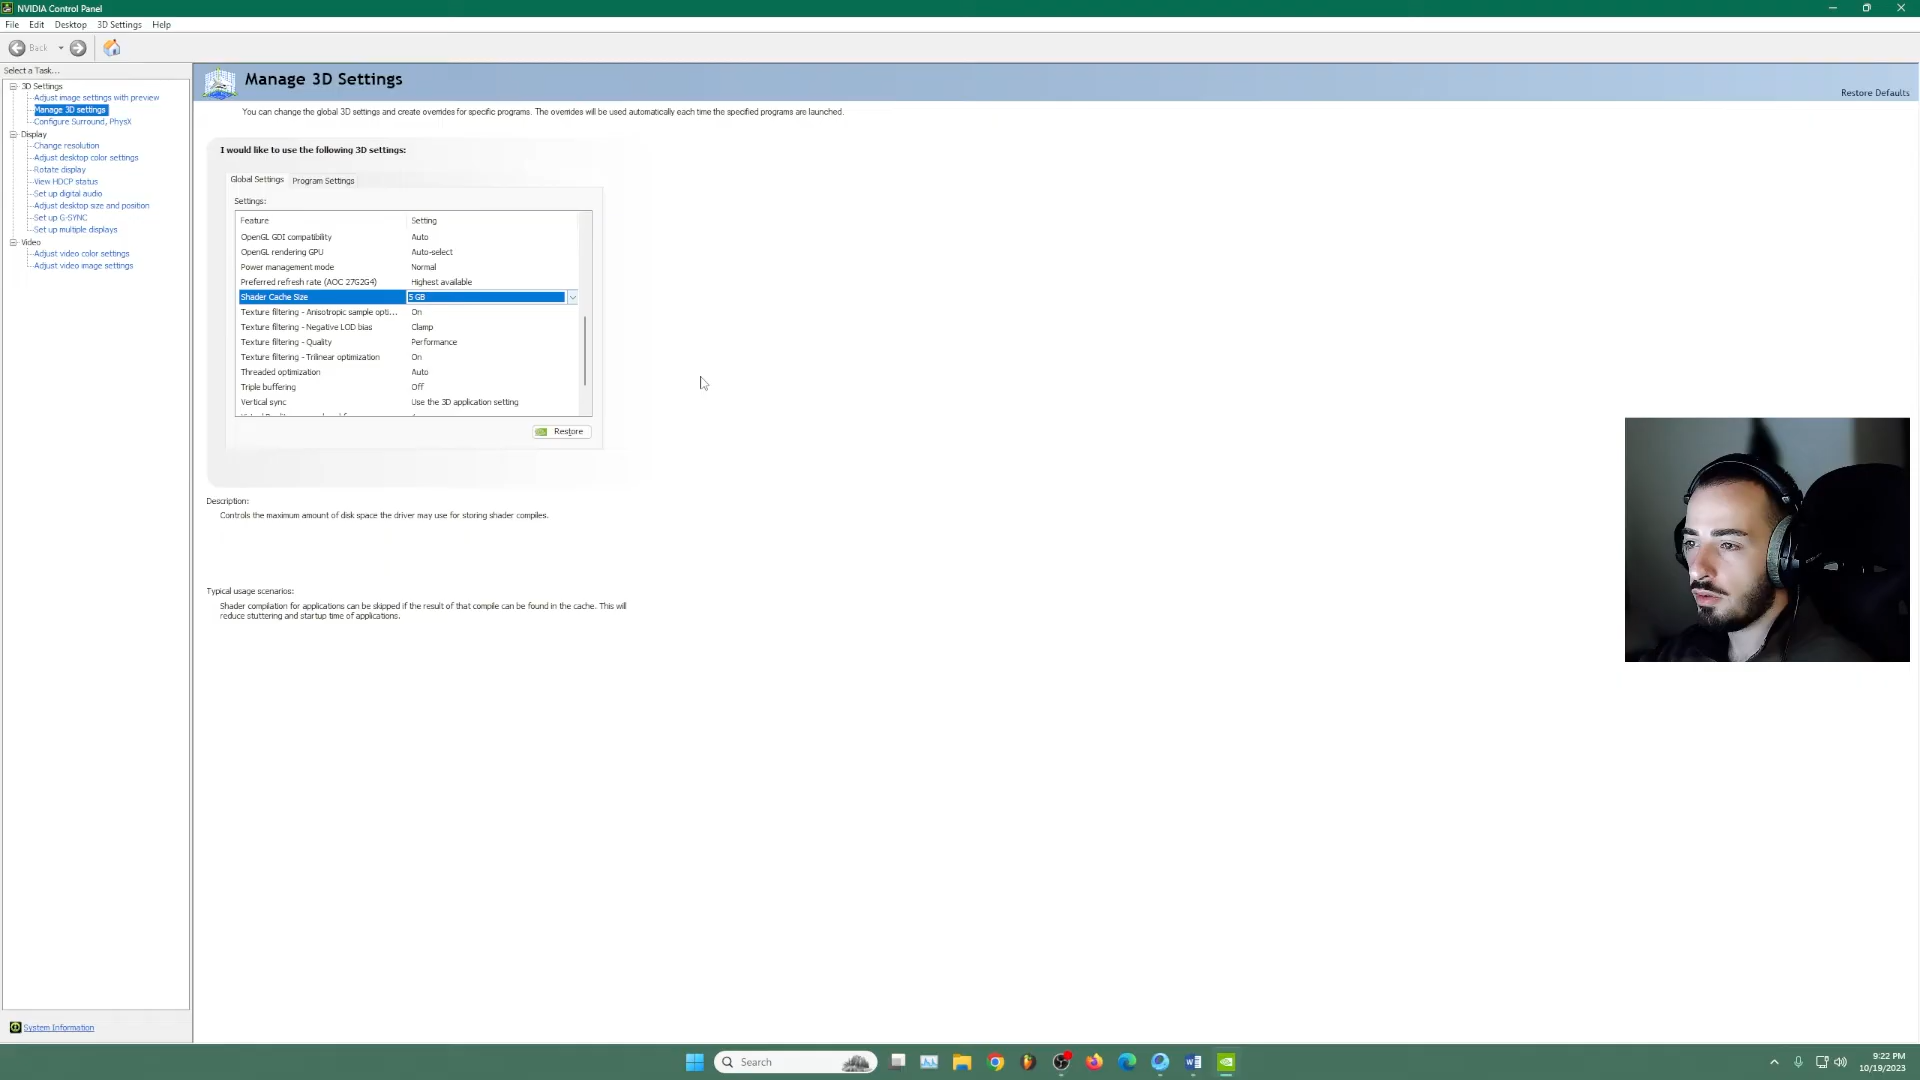 NVIDIA Control Panel
File Edit Desktop 3D Settings Help
Back
Select a Task...
3D Settings
Adjust image settings with preview
Manage 3D settings
Configure Surround, PhysX
Display
Change resolution
Adjust desktop color settings
Rotate display
View HDCP status
Set up digital audio
Adjust desktop size and position
Set up G-SYNC
Set up multiple displays
Video
Adjust video color settings
Adjust video image settings
System Information
Manage 3D Settings
Restore Defaults
You can change the global 3D settings and create overrides for specific programs. The overrides will be used automatically each time the specified programs are launched.
I would like to use the following 3D settings:
Global Settings Program Settings
Settings:
Feature Setting
OpenGL GDI compatibility Auto
OpenGL rendering GPU Auto-select
Power management mode Normal
Preferred refresh rate (AOC 27G2G4) Highest available
Shader Cache Size 5 GB
Texture filtering - Anisotropic sample opti... On
Texture filtering - Negative LOD bias Clamp
Texture filtering - Quality Performance
Texture filtering - Trilinear optimization On
Threaded optimization Auto
Triple buffering Off
Vertical sync Use the 3D application setting
Restore
Description:
Controls the maximum amount of disk space the driver may use for storing shader compiles.
Typical usage scenarios:
Shader compilation for applications can be skipped if the result of that compile can be found in the cache. This will
reduce stuttering and startup time of applications.
Search
9:22 PM
10/19/2023